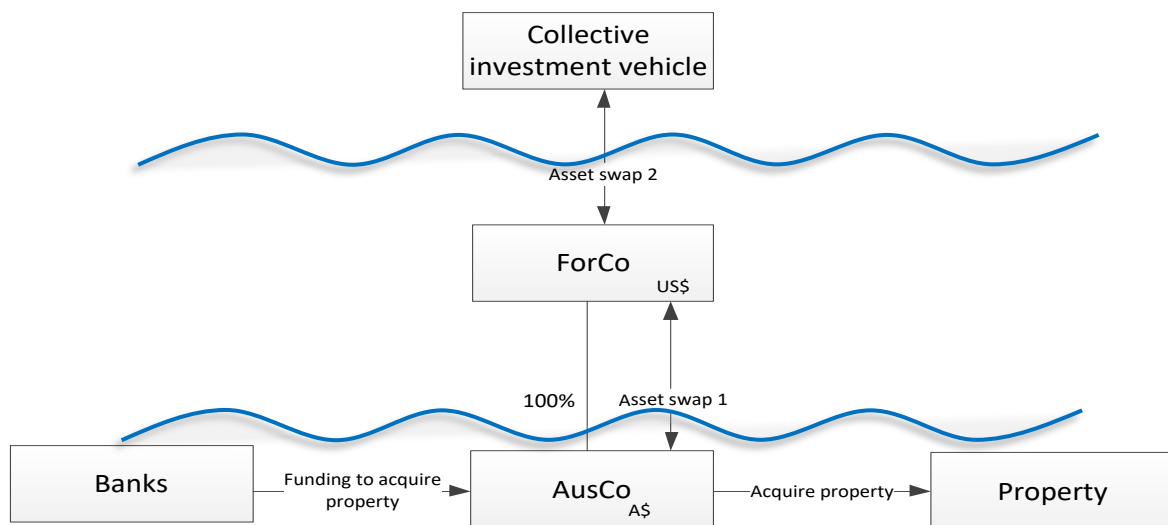 Collective
investment vehicle
Asset swap 2
ForCo
US$
100%
Asset swap 1
Banks
Funding to acquire
property
AusCo
A$
Acquire property
Property